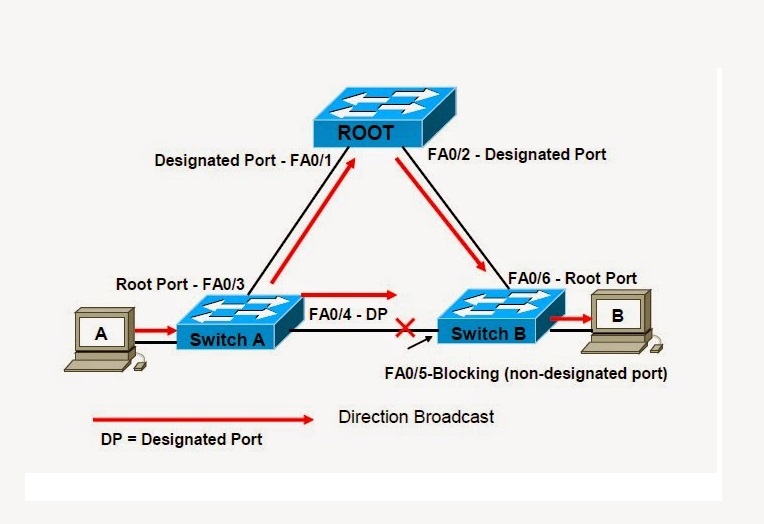 ROOT
Designated Port - FA0/1
FA0/2 - Designated Port
Root Port - FA0/3
FA0/6 - Root Port
FA0/4 - DP
A
Switch A
Switch B
B
FA0/5-Blocking (non-designated port)
Direction Broadcast
DP = Designated Port